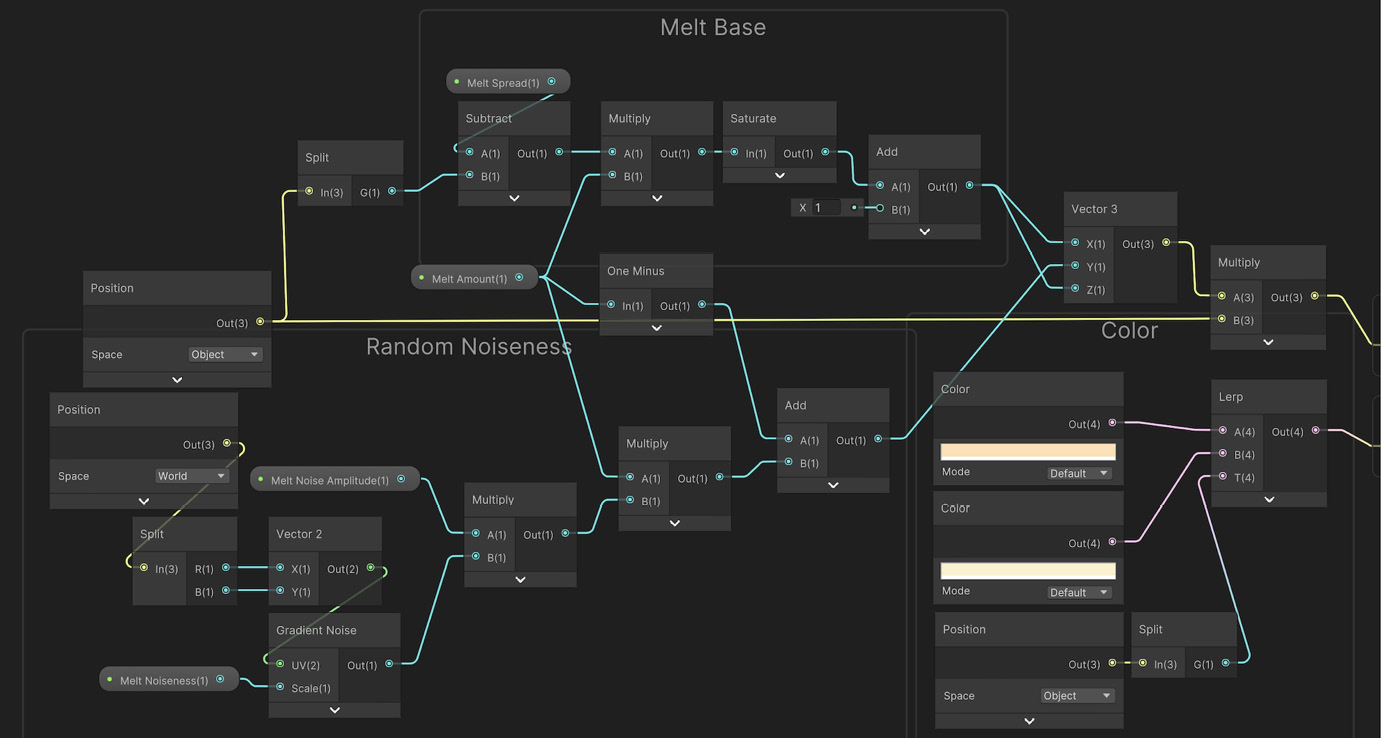 Melt Base
Melt Spread(1)
Subtract
A(1) Out(1)
B(1)
Multiply
A(1) Out(1)
B(1)
Saturate
In(1) Out(1)
Add
A(1) Out(1)
X 1 B(1)
Split
In(3) G(1)
Vector 3
X(1) Out(3)
Y(1)
Z(1)
Melt Amount(1)
One Minus
In(1) Out(1)
Multiply
A(3) Out(3)
B(3)
Position
Out(3)
Space Object
Random Noiseness
Position
Out(3)
Space World
Melt Noise Amplitude(1)
Split
In(3) R(1)
B(1)
Vector 2
X(1) Out(2)
Y(1)
Gradient Noise
UV(2) Out(1)
Scale(1)
Melt Noiseness(1)
Multiply
A(1) Out(1)
B(1)
Multiply
A(1) Out(1)
B(1)
Add
A(1) Out(1)
B(1)
Color
Color
Out(4)
Mode Default
Color
Out(4)
Mode Default
Lerp
A(4) Out(4)
B(4)
T(4)
Position
Out(3)
Space Object
Split
In(3) G(1)